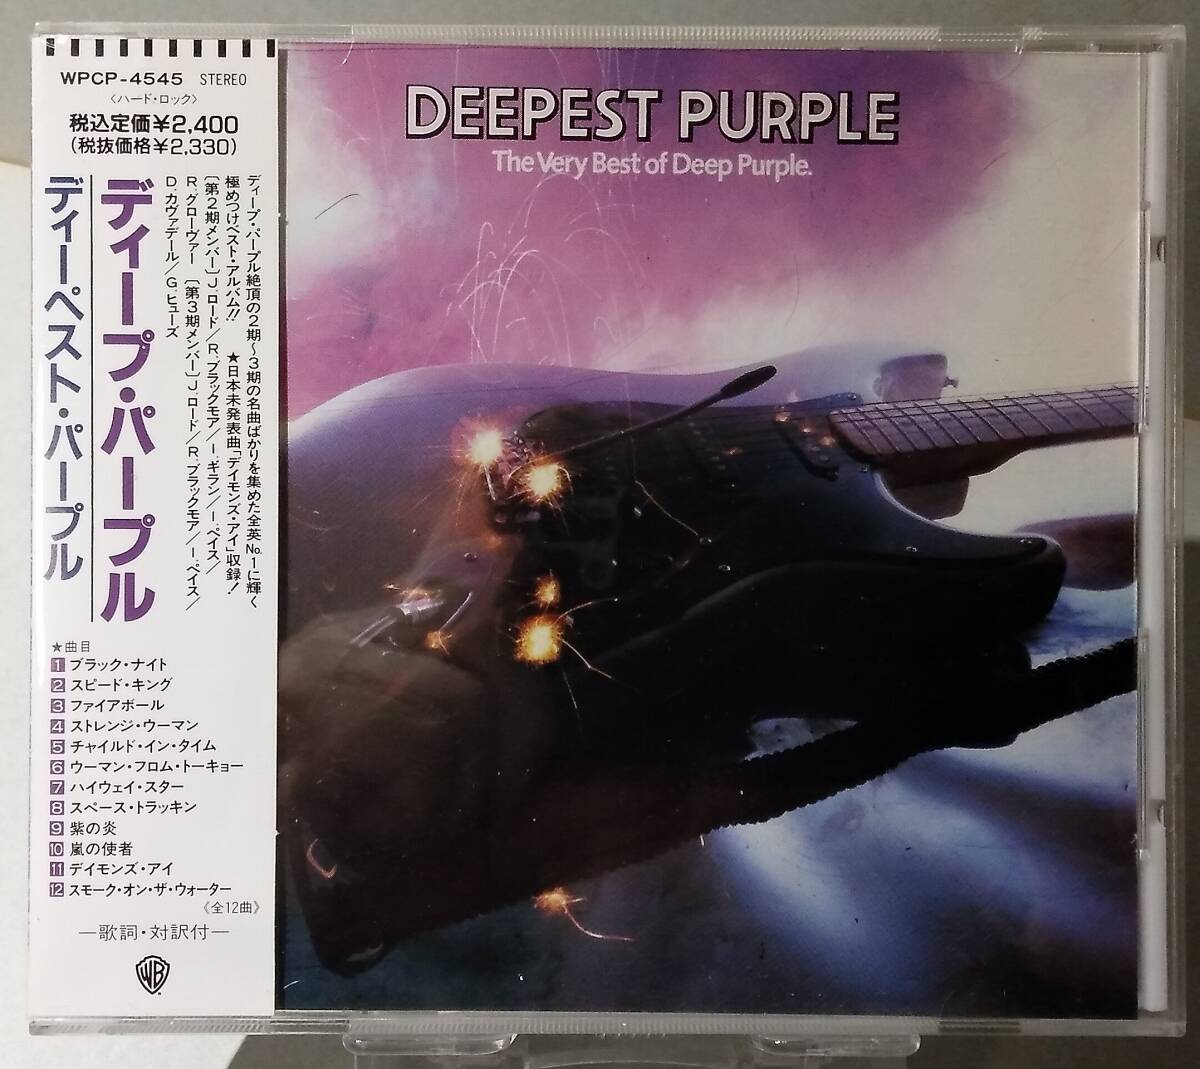 WPCP-4545 STEREO
〈ハード・ロック〉
税込定価¥2,400
(税抜価格¥2,330)
ディープ・パープル絶頂の2期〜3期の名曲ばかりを集めた全英No.1に輝く
極めつけベスト・アルバム!! ★日本未発表曲「デイモンズ・アイ」収録!
〔第2期メンバー〕J.ロード/R.ブラックモア/I.ギラン/I.ペイス/
R.グローヴァー 〔第3期メンバー〕J.ロード/R.ブラックモア/I.ペイス/
D.カヴァデール/G.ヒューズ
ディープ・パープル
ディーペスト・パープル
★曲目
1 ブラック・ナイト
2 スピード・キング
3 ファイアボール
4 ストレンジ・ウーマン
5 チャイルド・イン・タイム
6 ウーマン・フロム・トーキョー
7 ハイウェイ・スター
8 スペース・トラッキン
9 紫の炎
10 嵐の使者
11 デイモンズ・アイ
12 スモーク・オン・ザ・ウォーター
《全12曲》
—歌詞・対訳付—
WB
DEEPEST PURPLE
The Very Best of Deep Purple.